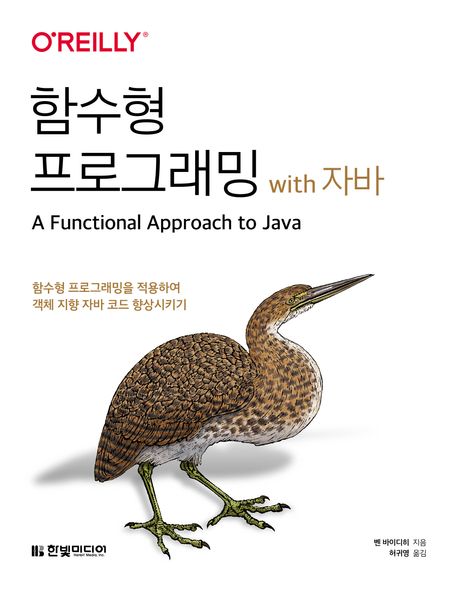 O'REILLY®
함수형
프로그래밍 with 자바
A Functional Approach to Java
함수형 프로그래밍을 적용하여
객체 지향 자바 코드 향상시키기
벤 바이디히 지음
허귀영 옮김
한빛미디어
Hanbit Media, Inc.